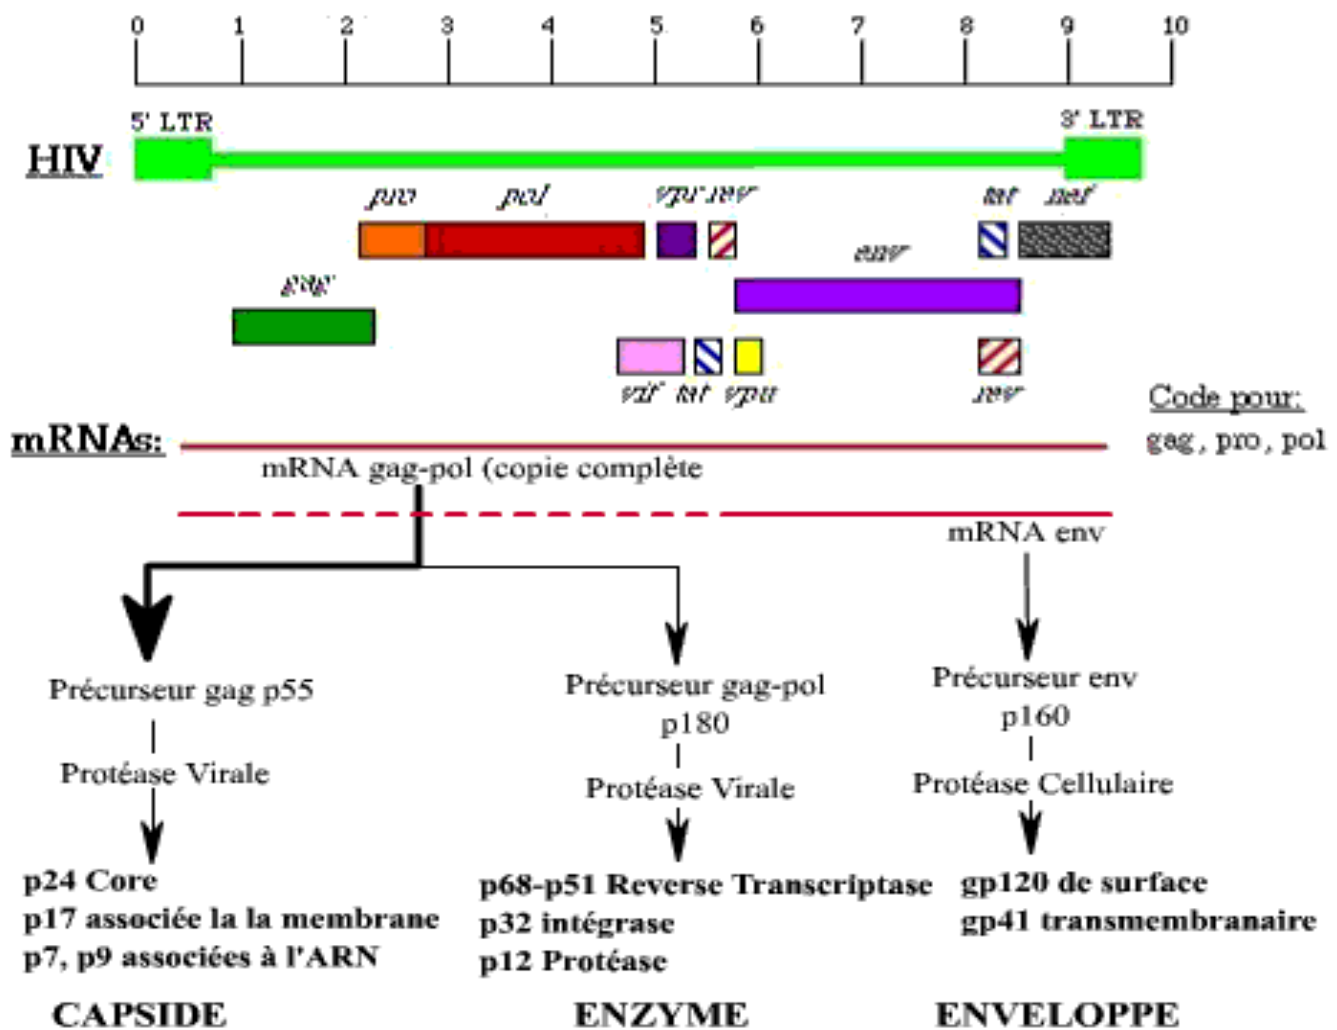 0 1 2 3 4 5 6 7 8 9 10
5' LTR 3' LTR
HIV
pro pol vpr rev tat nef
env
gag
vif tat vpu rev
Code pour:
mRNAs: gag, pro, pol
mRNA gag-pol (copie complète
mRNA env
Précurseur gag p55
Précurseur gag-pol
p180
Précurseur env
p160
Protéase Virale
Protéase Virale
Protéase Cellulaire
p24 Core
p17 associée la la membrane
p7, p9 associées à l'ARN
p68-p51 Reverse Transcriptase
p32 intégrase
p12 Protéase
gp120 de surface
gp41 transmembranaire
CAPSIDE ENZYME ENVELOPPE